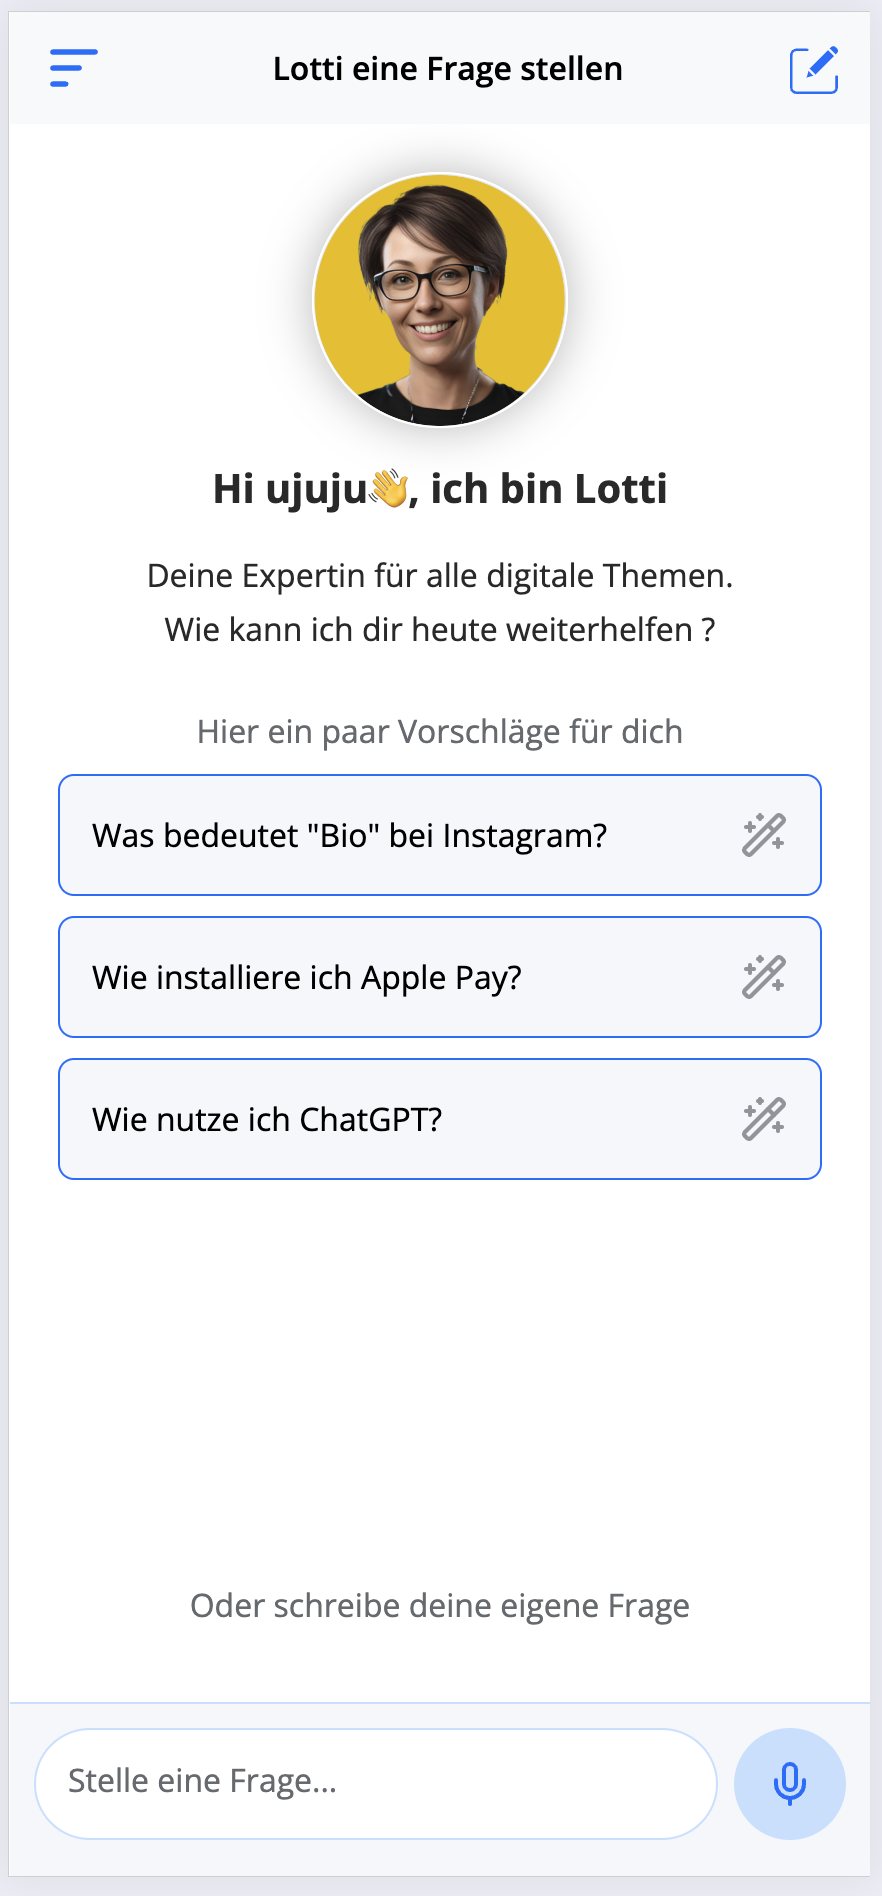 Lotti eine Frage stellen
Hi ujuju👋, ich bin Lotti
Deine Expertin für alle digitale Themen.
Wie kann ich dir heute weiterhelfen ?
Hier ein paar Vorschläge für dich
Was bedeutet "Bio" bei Instagram?
Wie installiere ich Apple Pay?
Wie nutze ich ChatGPT?
Oder schreibe deine eigene Frage
Stelle eine Frage...